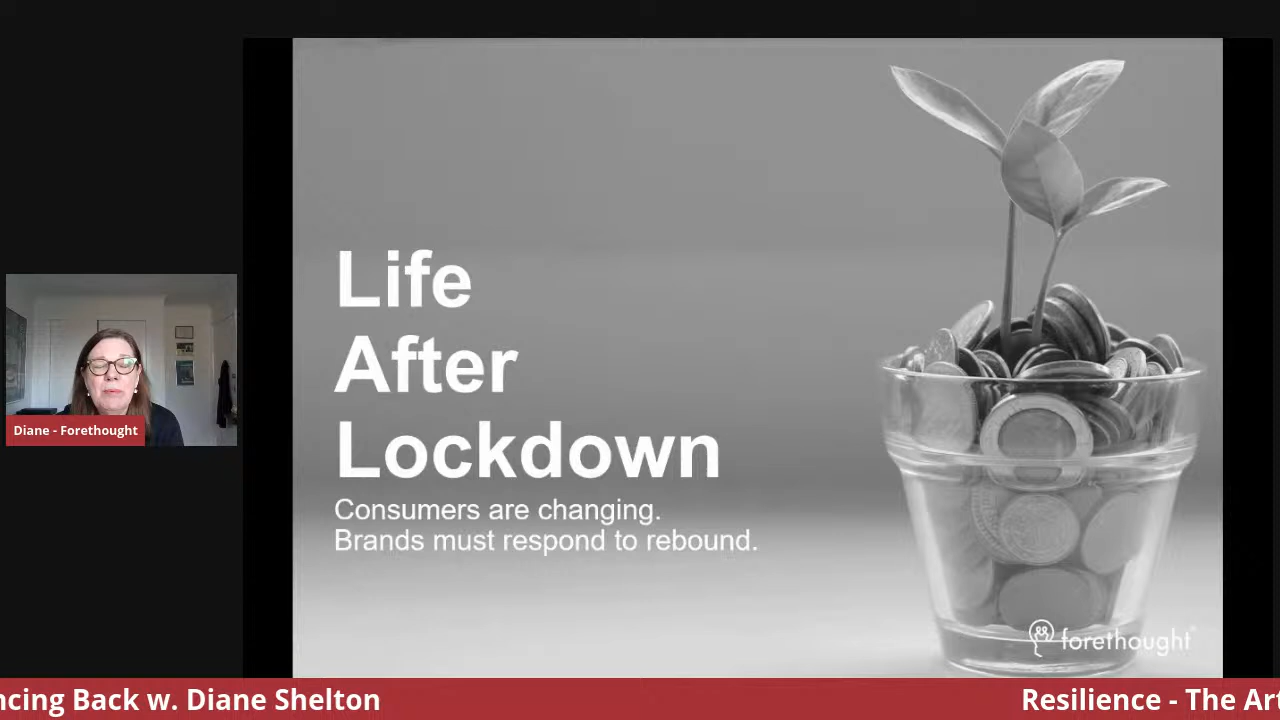 Life
After
Lockdown
Consumers are changing.
Brands must respond to rebound.
Diane - Forethought
forethought
ncing Back w. Diane Shelton
Resilience - The Art